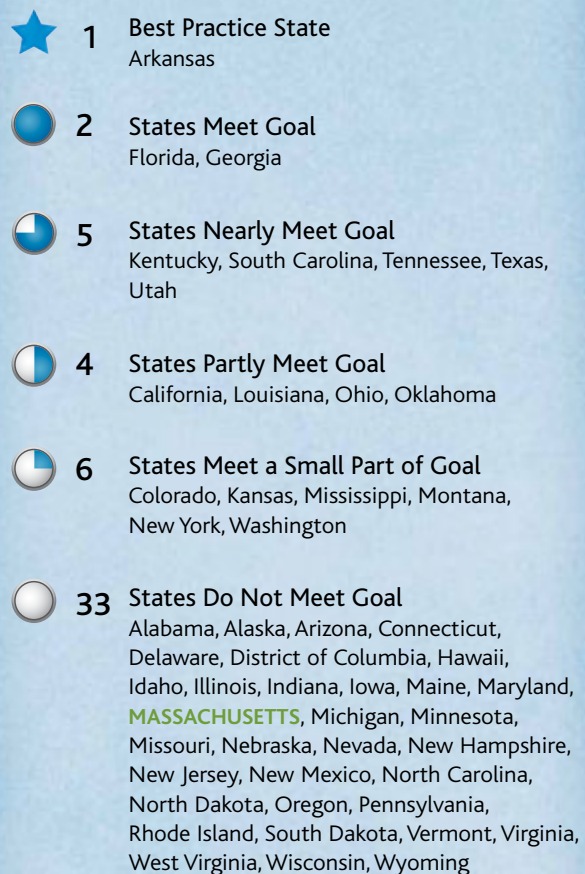 1 Best Practice State
Arkansas
2 States Meet Goal
Florida, Georgia
5 States Nearly Meet Goal
Kentucky, South Carolina, Tennessee, Texas,
Utah
4 States Partly Meet Goal
California, Louisiana, Ohio, Oklahoma
6 States Meet a Small Part of Goal
Colorado, Kansas, Mississippi, Montana,
New York, Washington
33 States Do Not Meet Goal
Alabama, Alaska, Arizona, Connecticut,
Delaware, District of Columbia, Hawaii,
Idaho, Illinois, Indiana, Iowa, Maine, Maryland,
MASSACHUSETTS, Michigan, Minnesota,
Missouri, Nebraska, Nevada, New Hampshire,
New Jersey, New Mexico, North Carolina,
North Dakota, Oregon, Pennsylvania,
Rhode Island, South Dakota, Vermont, Virginia,
West Virginia, Wisconsin, Wyoming